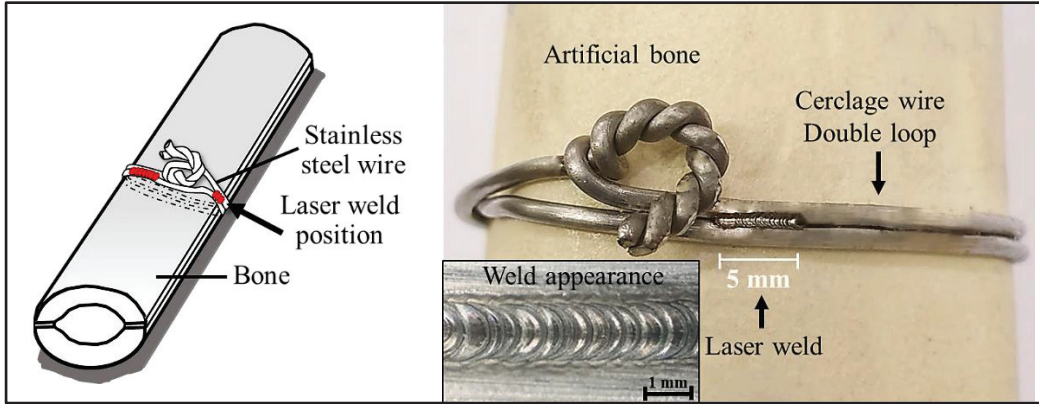 Stainless
steel wire
Laser weld
position
Bone
Artificial bone
Cerclage wire
Double loop
5 mm
Laser weld
Weld appearance
1 mm